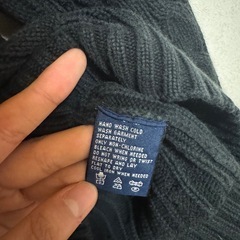 HAND WASH COLD
WASH GARMENT
SEPARATELY
ONLY NON-CHLORINE
BLEACH WHEN NEEDED
DO NOT WRING OR TWIST
RESHAPE AND LAY
FLAT TO DRY
COOL IRON WHEN NEEDED